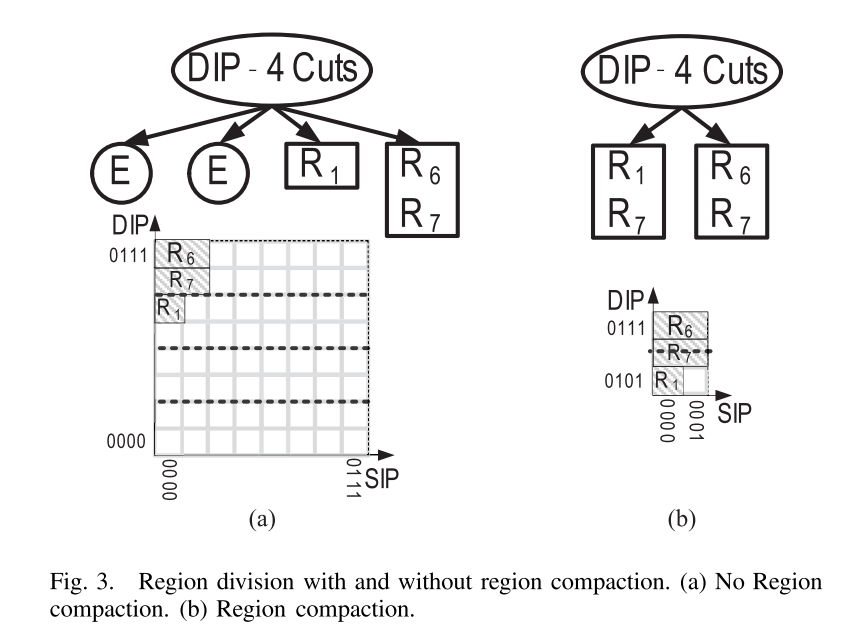 DIP - 4 Cuts
E
E
R1
R6
R7
DIP
0111
R6
R7
R1
0000
0000
0111
SIP
(a)
DIP - 4 Cuts
R1
R7
R6
R7
DIP
0111
R6
R7
0101
R1
0000
0001
SIP
(b)
Fig. 3. Region division with and without region compaction. (a) No Region
compaction. (b) Region compaction.